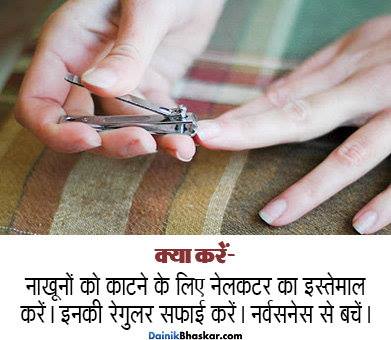 क्या करें-
नाखूनों को काटने के लिए नेलकटर का इस्तेमाल
करें। इनकी रेगुलर सफाई करें। नर्वसनेस से बचें।
DainikBhaskar.com